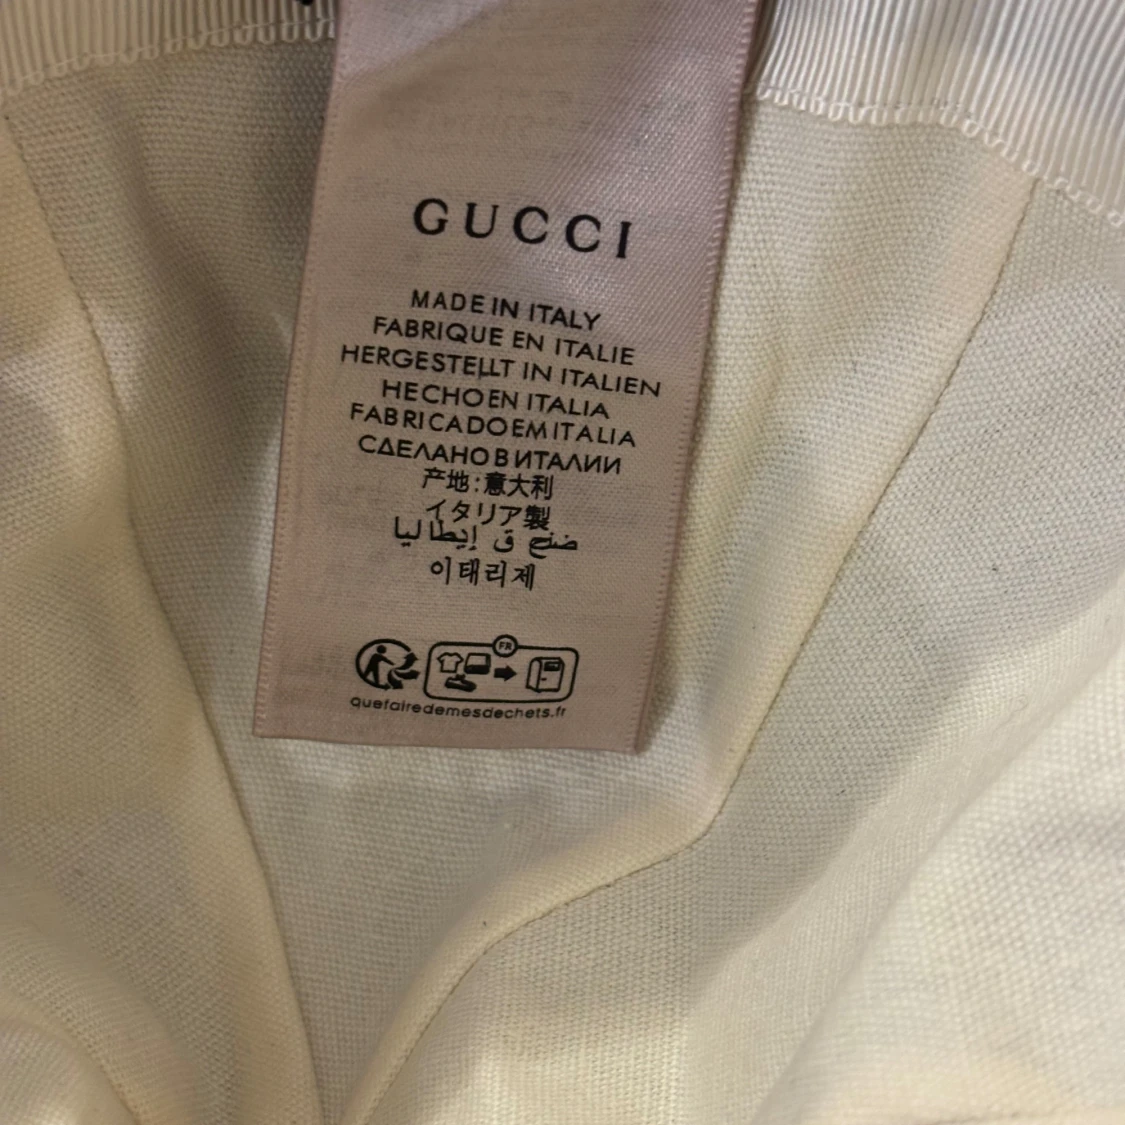 GUCCI
MADE IN ITALY
FABRIQUE EN ITALIE
HERGESTELLT IN ITALIEN
HECHO EN ITALIA
FABRICADO EM ITALIA
СДЕЛАНО В ИТАЛИИ
产地:意大利
イタリア製
صنع ق إيطاليا
이태리제
FR
quefairedemesdechets.fr